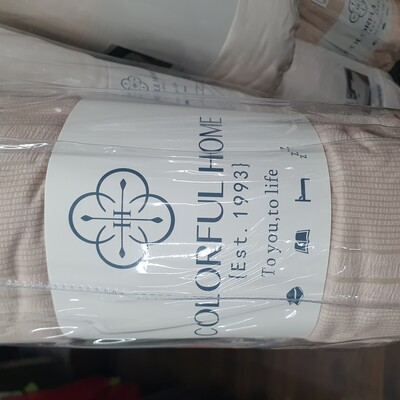 H
COLORFUL HOME
{Est. 1993}
To you,to life
z z z